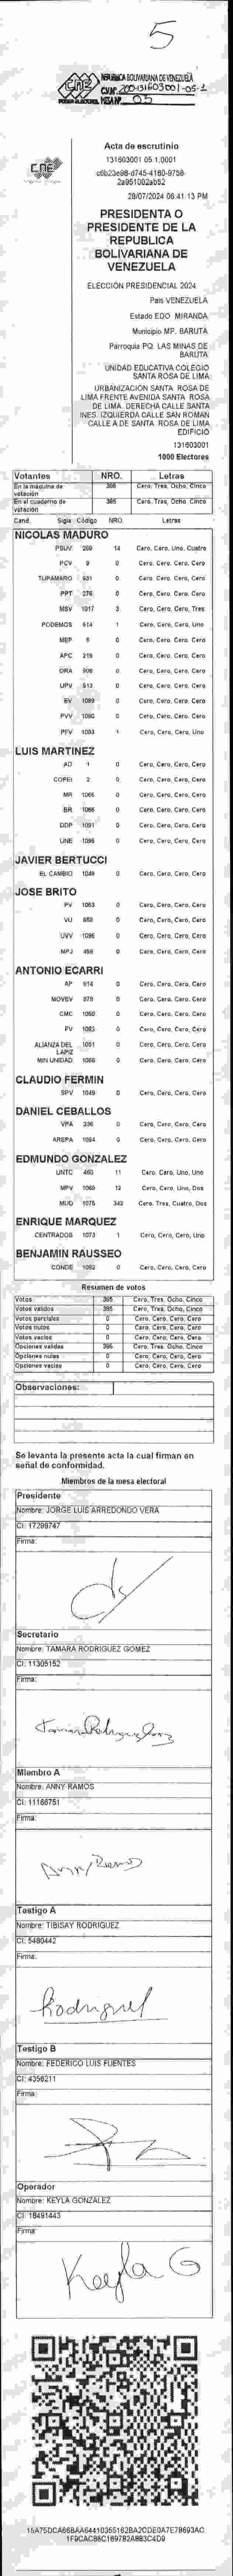 5
CNE
PODER ELECTORAL
REPÚBLICA BOLIVARIANA DE VENEZUELA
MESA Nº 05
CNE
Acta de escrutinio
131603001 05 1.0001
2a951002ab52
28/07/2024 06:41:13 PM
PRESIDENTA O
PRESIDENTE DE LA
REPUBLICA
BOLIVARIANA DE
VENEZUELA
ELECCIÓN PRESIDENCIAL 2024
País VENEZUELA
Estado EDO. MIRANDA
Municipio MP. BARUTA
Parroquia PQ. LAS MINAS DE
BARUTA
UNIDAD EDUCATIVA COLEGIO
SANTA ROSA DE LIMA
URBANIZACIÓN SANTA ROSA DE
LIMA FRENTE AVENIDA SANTA ROSA
DE LIMA. DERECHA CALLE SANTA
INES. IZQUIERDA CALLE SAN ROMAN
CALLE A DE SANTA ROSA DE LIMA
EDIFICIO
131603001
1000 Electores
Votantes NRO. Letras
En la máquina de votación 385 Cero, Tres, Ocho, Cinco
En el cuaderno de votación 385 Cero, Tres, Ocho, Cinco
Cand. Sigla Código NRO. Letras
NICOLAS MADURO
PSUV 269 14 Cero, Cero, Uno, Cuatro
PCV 9 0 Cero, Cero, Cero, Cero
TUPAMARO 931 0 Cero, Cero, Cero, Cero
PPT 276 0 Cero, Cero, Cero, Cero
MSV 1017 3 Cero, Cero, Cero, Tres
PODEMOS 614 1 Cero, Cero, Cero, Uno
MEP 6 0 Cero, Cero, Cero, Cero
APC 219 0 Cero, Cero, Cero, Cero
ORA 906 0 Cero, Cero, Cero, Cero
UPV 513 0 Cero, Cero, Cero, Cero
EV 1089 0 Cero, Cero, Cero, Cero
PVV 1090 0 Cero, Cero, Cero, Cero
PFV 1093 1 Cero, Cero, Cero, Uno
LUIS MARTINEZ
AD 1 0 Cero, Cero, Cero, Cero
COPEI 2 0 Cero, Cero, Cero, Cero
MR 0 Cero, Cero, Cero, Cero
BR 0 Cero, Cero, Cero, Cero
DDP 1091 0 Cero, Cero, Cero, Cero
UNE 0 Cero, Cero, Cero, Cero
JAVIER BERTUCCI
EL CAMBIO 1048 0 Cero, Cero, Cero, Cero
JOSE BRITO
PV 1053 0 Cero, Cero, Cero, Cero
VU 0 Cero, Cero, Cero, Cero
UVV 1096 0 Cero, Cero, Cero, Cero
MPJ 0 Cero, Cero, Cero, Cero
ANTONIO ECARRI
AP 914 0 Cero, Cero, Cero, Cero
MOVEV 978 0 Cero, Cero, Cero, Cero
CMC 1050 0 Cero, Cero, Cero, Cero
FV 0 Cero, Cero, Cero, Cero
ALIANZA DEL LAPIZ 1051 0 Cero, Cero, Cero, Cero
MIN UNIDAD 0 Cero, Cero, Cero, Cero
CLAUDIO FERMIN
SPV 1049 0 Cero, Cero, Cero, Cero
DANIEL CEBALLOS
VPA 236 0 Cero, Cero, Cero, Cero
AREPA 1094 0 Cero, Cero, Cero, Cero
EDMUNDO GONZALEZ
UNTC 460 11 Cero, Cero, Uno, Uno
MPV 1069 12 Cero, Cero, Uno, Dos
MUD 1075 342 Cero, Tres, Cuatro, Dos
ENRIQUE MARQUEZ
CENTRADOS 1073 1 Cero, Cero, Cero, Uno
BENJAMIN RAUSSEO
CONDE 1092 0 Cero, Cero, Cero, Cero
Resumen de votos
Votos 385 Cero, Tres, Ocho, Cinco
Votos validos 385 Cero, Tres, Ocho, Cinco
Votos parciales 0 Cero, Cero, Cero, Cero
Votos nulos 0 Cero, Cero, Cero, Cero
Votos vacíos 0 Cero, Cero, Cero, Cero
Opciones validas 385 Cero, Tres, Ocho, Cinco
Opciones nulas 0 Cero, Cero, Cero, Cero
Opciones vacías 0 Cero, Cero, Cero, Cero
Observaciones:
Se levanta la presente acta la cual firman en
señal de conformidad.
Miembros de la mesa electoral
Presidente
Nombre: JORGE LUIS ARREDONDO VERA
CI: 17299747
Firma:
Secretario
Nombre: TAMARA RODRIGUEZ GOMEZ
CI: 11305152
Firma:
Miembro A
Nombre: ANNY RAMOS
CI: 11166751
Firma:
Anny Ramos
Testigo A
Nombre: TIBISAY RODRIGUEZ
CI: 5480442
Firma:
Rodriguez
Testigo B
Nombre: FEDERICO LUIS FUENTES
CI: 4356211
Firma:
Operador
Nombre: KEYLA GONZALEZ
CI: 18491443
Firma:
Keyla G